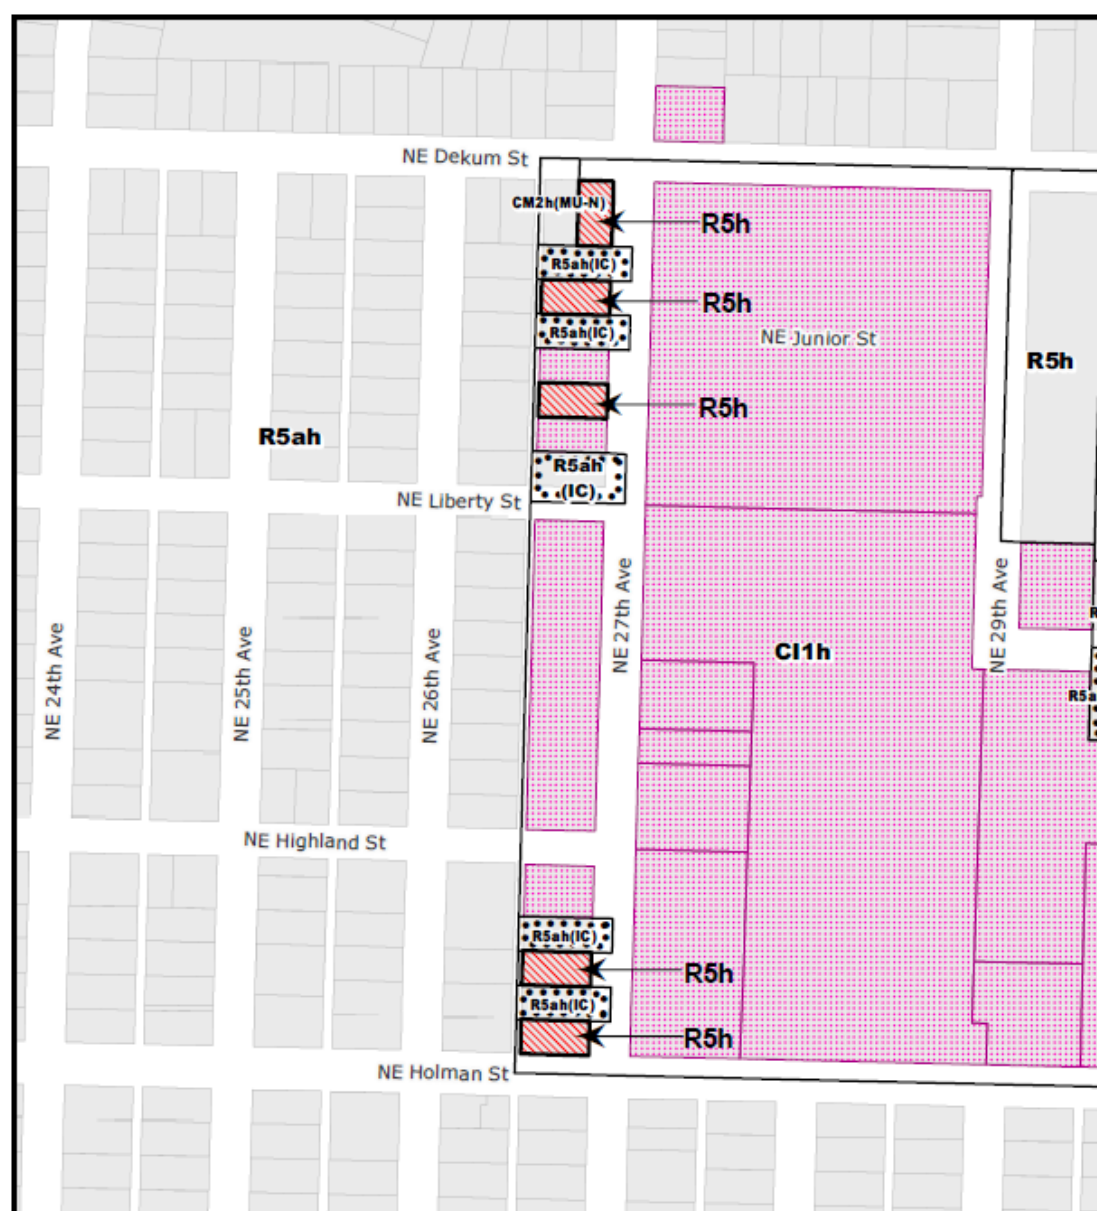 NE Dekum St
CM2h(MU-N)
R5h
R5ah(IC)
R5h
R5ah(IC)
NE Junior St
R5h
R5h
R5ah
R5ah
(IC)
NE Liberty St
NE 24th Ave
NE 25th Ave
NE 26th Ave
NE 27th Ave
NE 29th Ave
CI1h
R5a
NE Highland St
R5ah(IC)
R5h
R5ah(IC)
R5h
NE Holman St